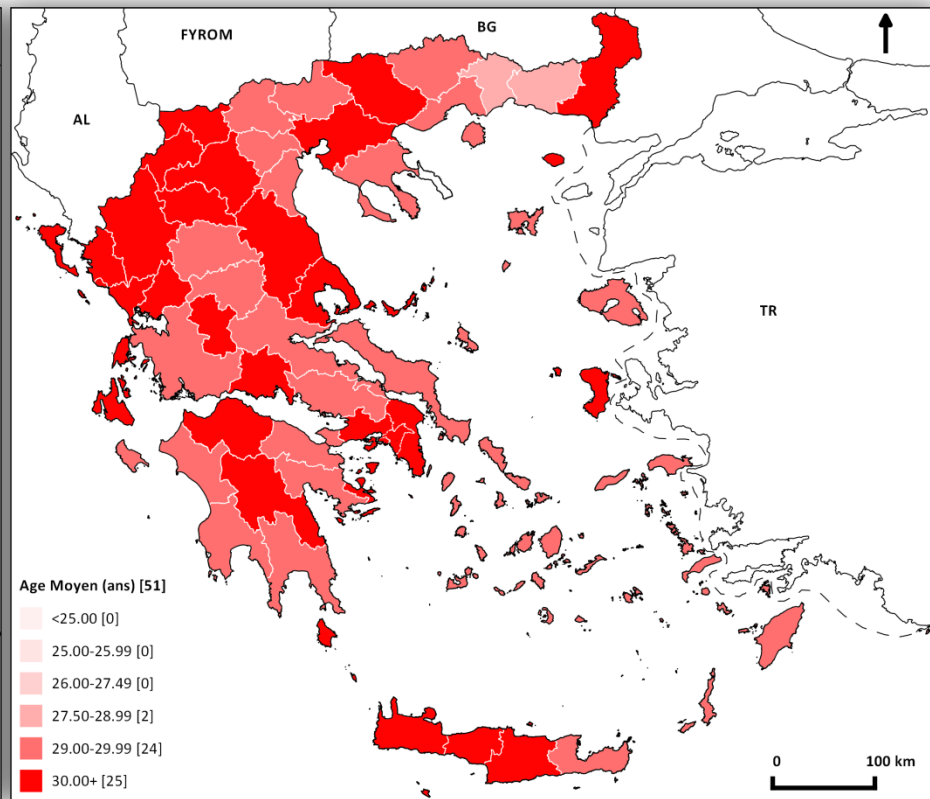 FYROM
BG
AL
TR
Age Moyen (ans) [51]
<25.00 [0]
25.00-25.99 [0]
26.00-27.49 [0]
27.50-28.99 [2]
29.00-29.99 [24]
30.00+ [25]
0 100 km